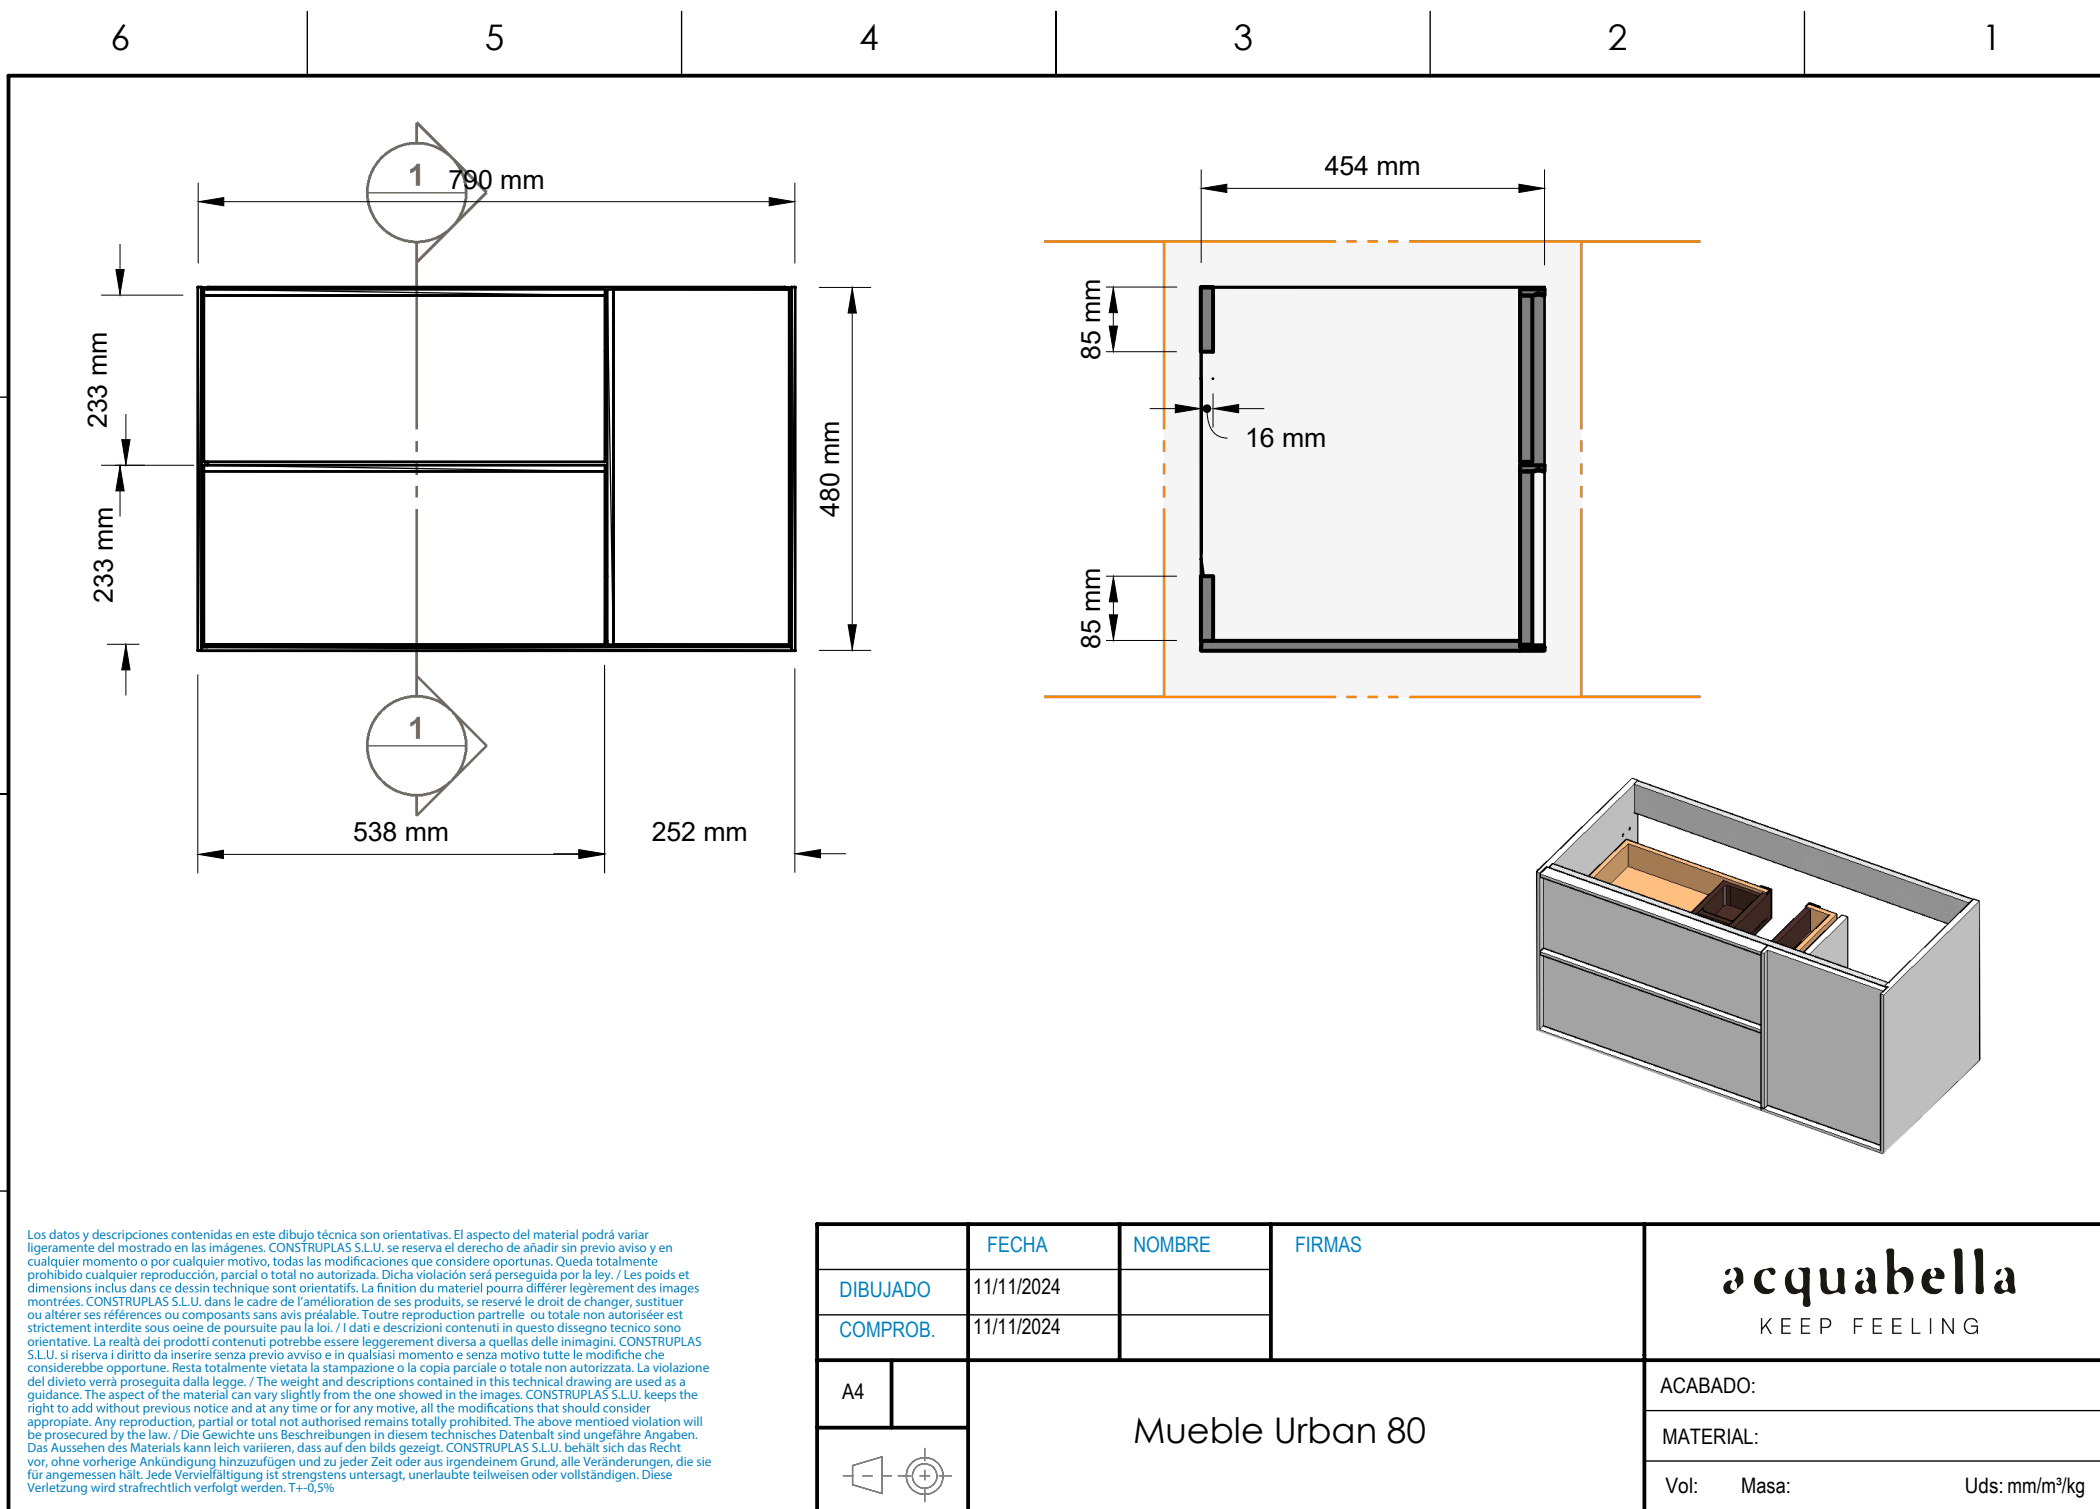 6 5 4 3 2 1
1
790 mm
454 mm
233 mm
233 mm
480 mm
85 mm
16 mm
85 mm
1
538 mm
252 mm
Los datos y descripciones contenidas en este dibujo técnica son orientativas. El aspecto del material podrá variar
ligeramente del mostrado en las imágenes. CONSTRUPLAS S.L.U. se reserva el derecho de añadir sin previo aviso y en
cualquier momento o por cualquier motivo, todas las modificaciones que considere oportunas. Queda totalmente
prohibido cualquier reproducción, parcial o total no autorizada. Dicha violación será perseguida por la ley. / Les poids et
dimensions inclus dans ce dessin technique sont orientatifs. La finition du materiel pourra différer legèrement des images
montrées. CONSTRUPLAS S.L.U. dans le cadre de l'amélioration de ses produits, se reservé le droit de changer, sustituer
ou altérer ses références ou composants sans avis préalable. Toutre reproduction partrelle ou totale non autoriséer est
strictement interdite sous oeine de poursuite pau la loi. / I dati e descrizioni contenuti in questo dissegno tecnico sono
orientative. La realtà dei prodotti contenuti potrebbe essere leggerement diversa a quellas delle inimagini. CONSTRUPLAS
S.L.U. si riserva i diritto da inserire senza previo avviso e in qualsiasi momento e senza motivo tutte le modifiche che
considerebbe opportune. Resta totalmente vietata la stampazione o la copia parciale o totale non autorizzata. La violazione
del divieto verrà proseguita dalla legge. / The weight and descriptions contained in this technical drawing are used as a
guidance. The aspect of the material can vary slightly from the one showed in the images. CONSTRUPLAS S.L.U. keeps the
right to add without previous notice and at any time or for any motive, all the modifications that should consider
appropiate. Any reproduction, partial or total not authorised remains totally prohibited. The above mentioed violation will
be prosecured by the law. / Die Gewichte uns Beschreibungen in diesem technisches Datenbalt sind ungefähre Angaben.
Das Aussehen des Materials kann leich variieren, dass auf den bilds gezeigt. CONSTRUPLAS S.L.U. behält sich das Recht
vor, ohne vorherige Ankündigung hinzuzufügen und zu jeder Zeit oder aus irgendeinem Grund, alle Veränderungen, die sie
für angemessen hält. Jede Vervielfältigung ist strengstens untersagt, unerlaubte teilweisen oder vollständigen. Diese
Verletzung wird strafrechtlich verfolgt werden. T+-0,5%
FECHA NOMBRE FIRMAS
DIBUJADO 11/11/2024
COMPROB. 11/11/2024
A4
Mueble Urban 80
acquabella
KEEP FEELING
ACABADO:
MATERIAL:
Vol: Masa: Uds: mm/m³/kg